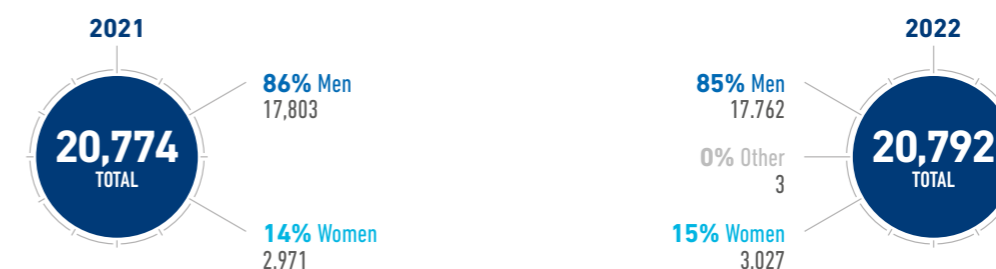 2021
20,774
TOTAL
86% Men
17,803
14% Women
2.971
2022
85% Men
17.762
0% Other
3
15% Women
3.027
20,792
TOTAL